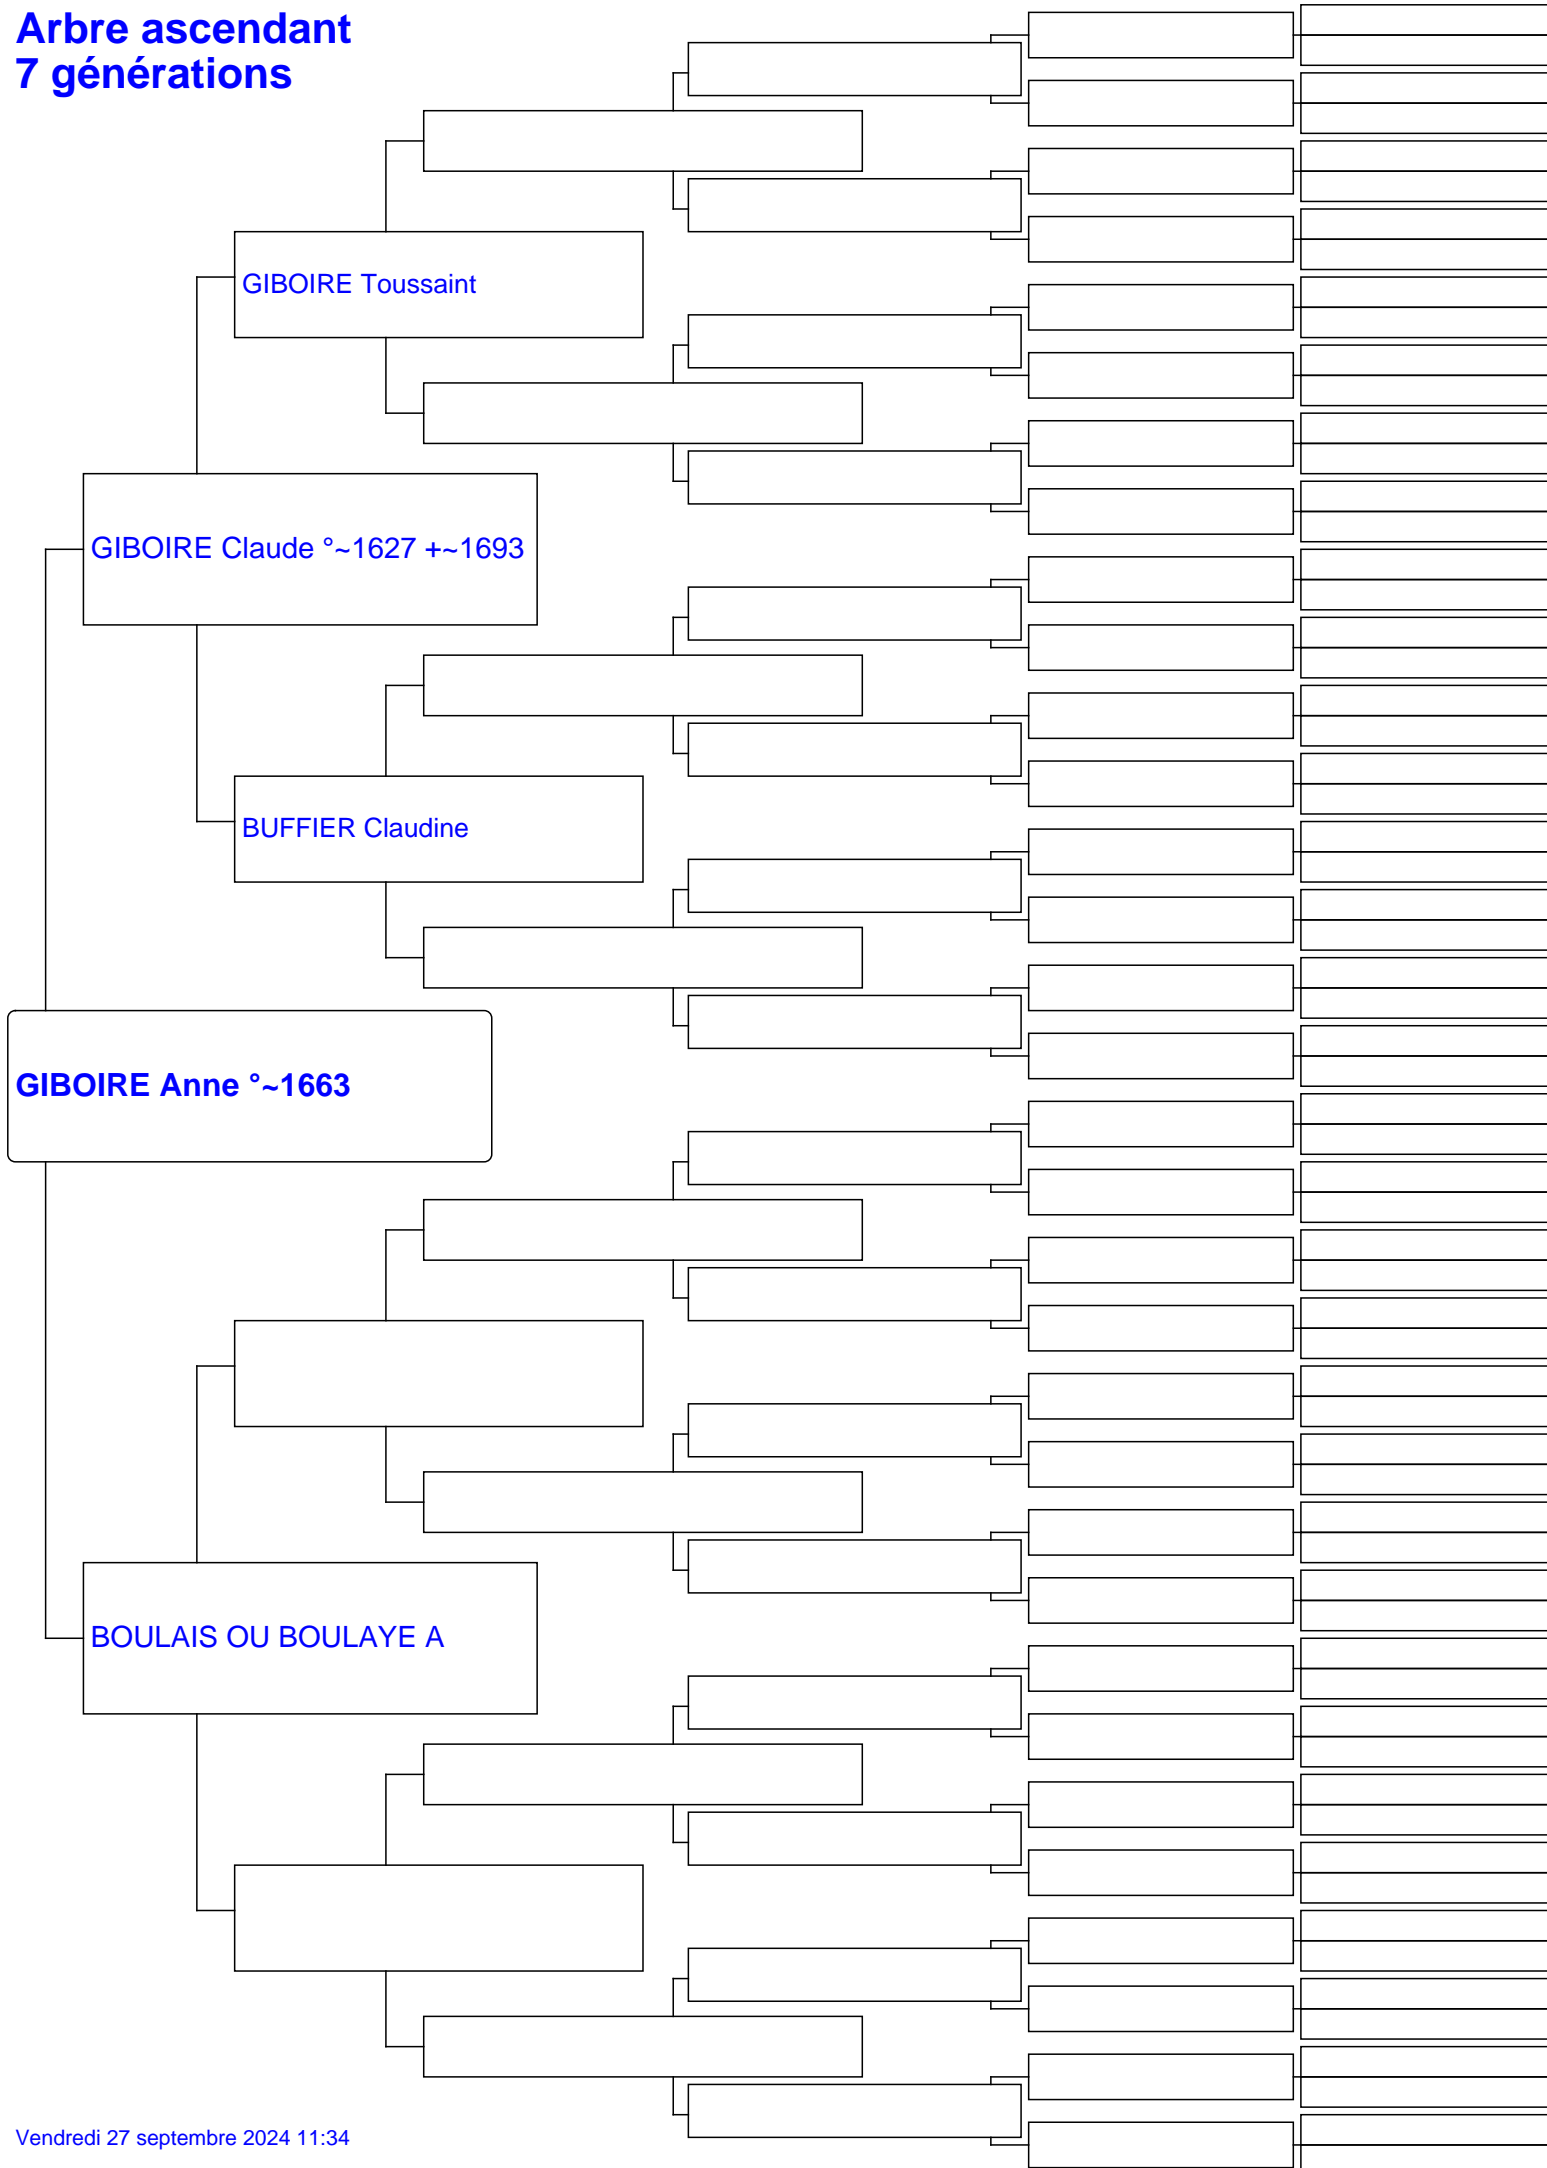 Arbre ascendant
7 générations
GIBOIRE Toussaint
GIBOIRE Claude °~1627 +~1693
BUFFIER Claudine
GIBOIRE Anne °~1663
BOULAIS OU BOULAYE A
Vendredi 27 septembre 2024 11:34